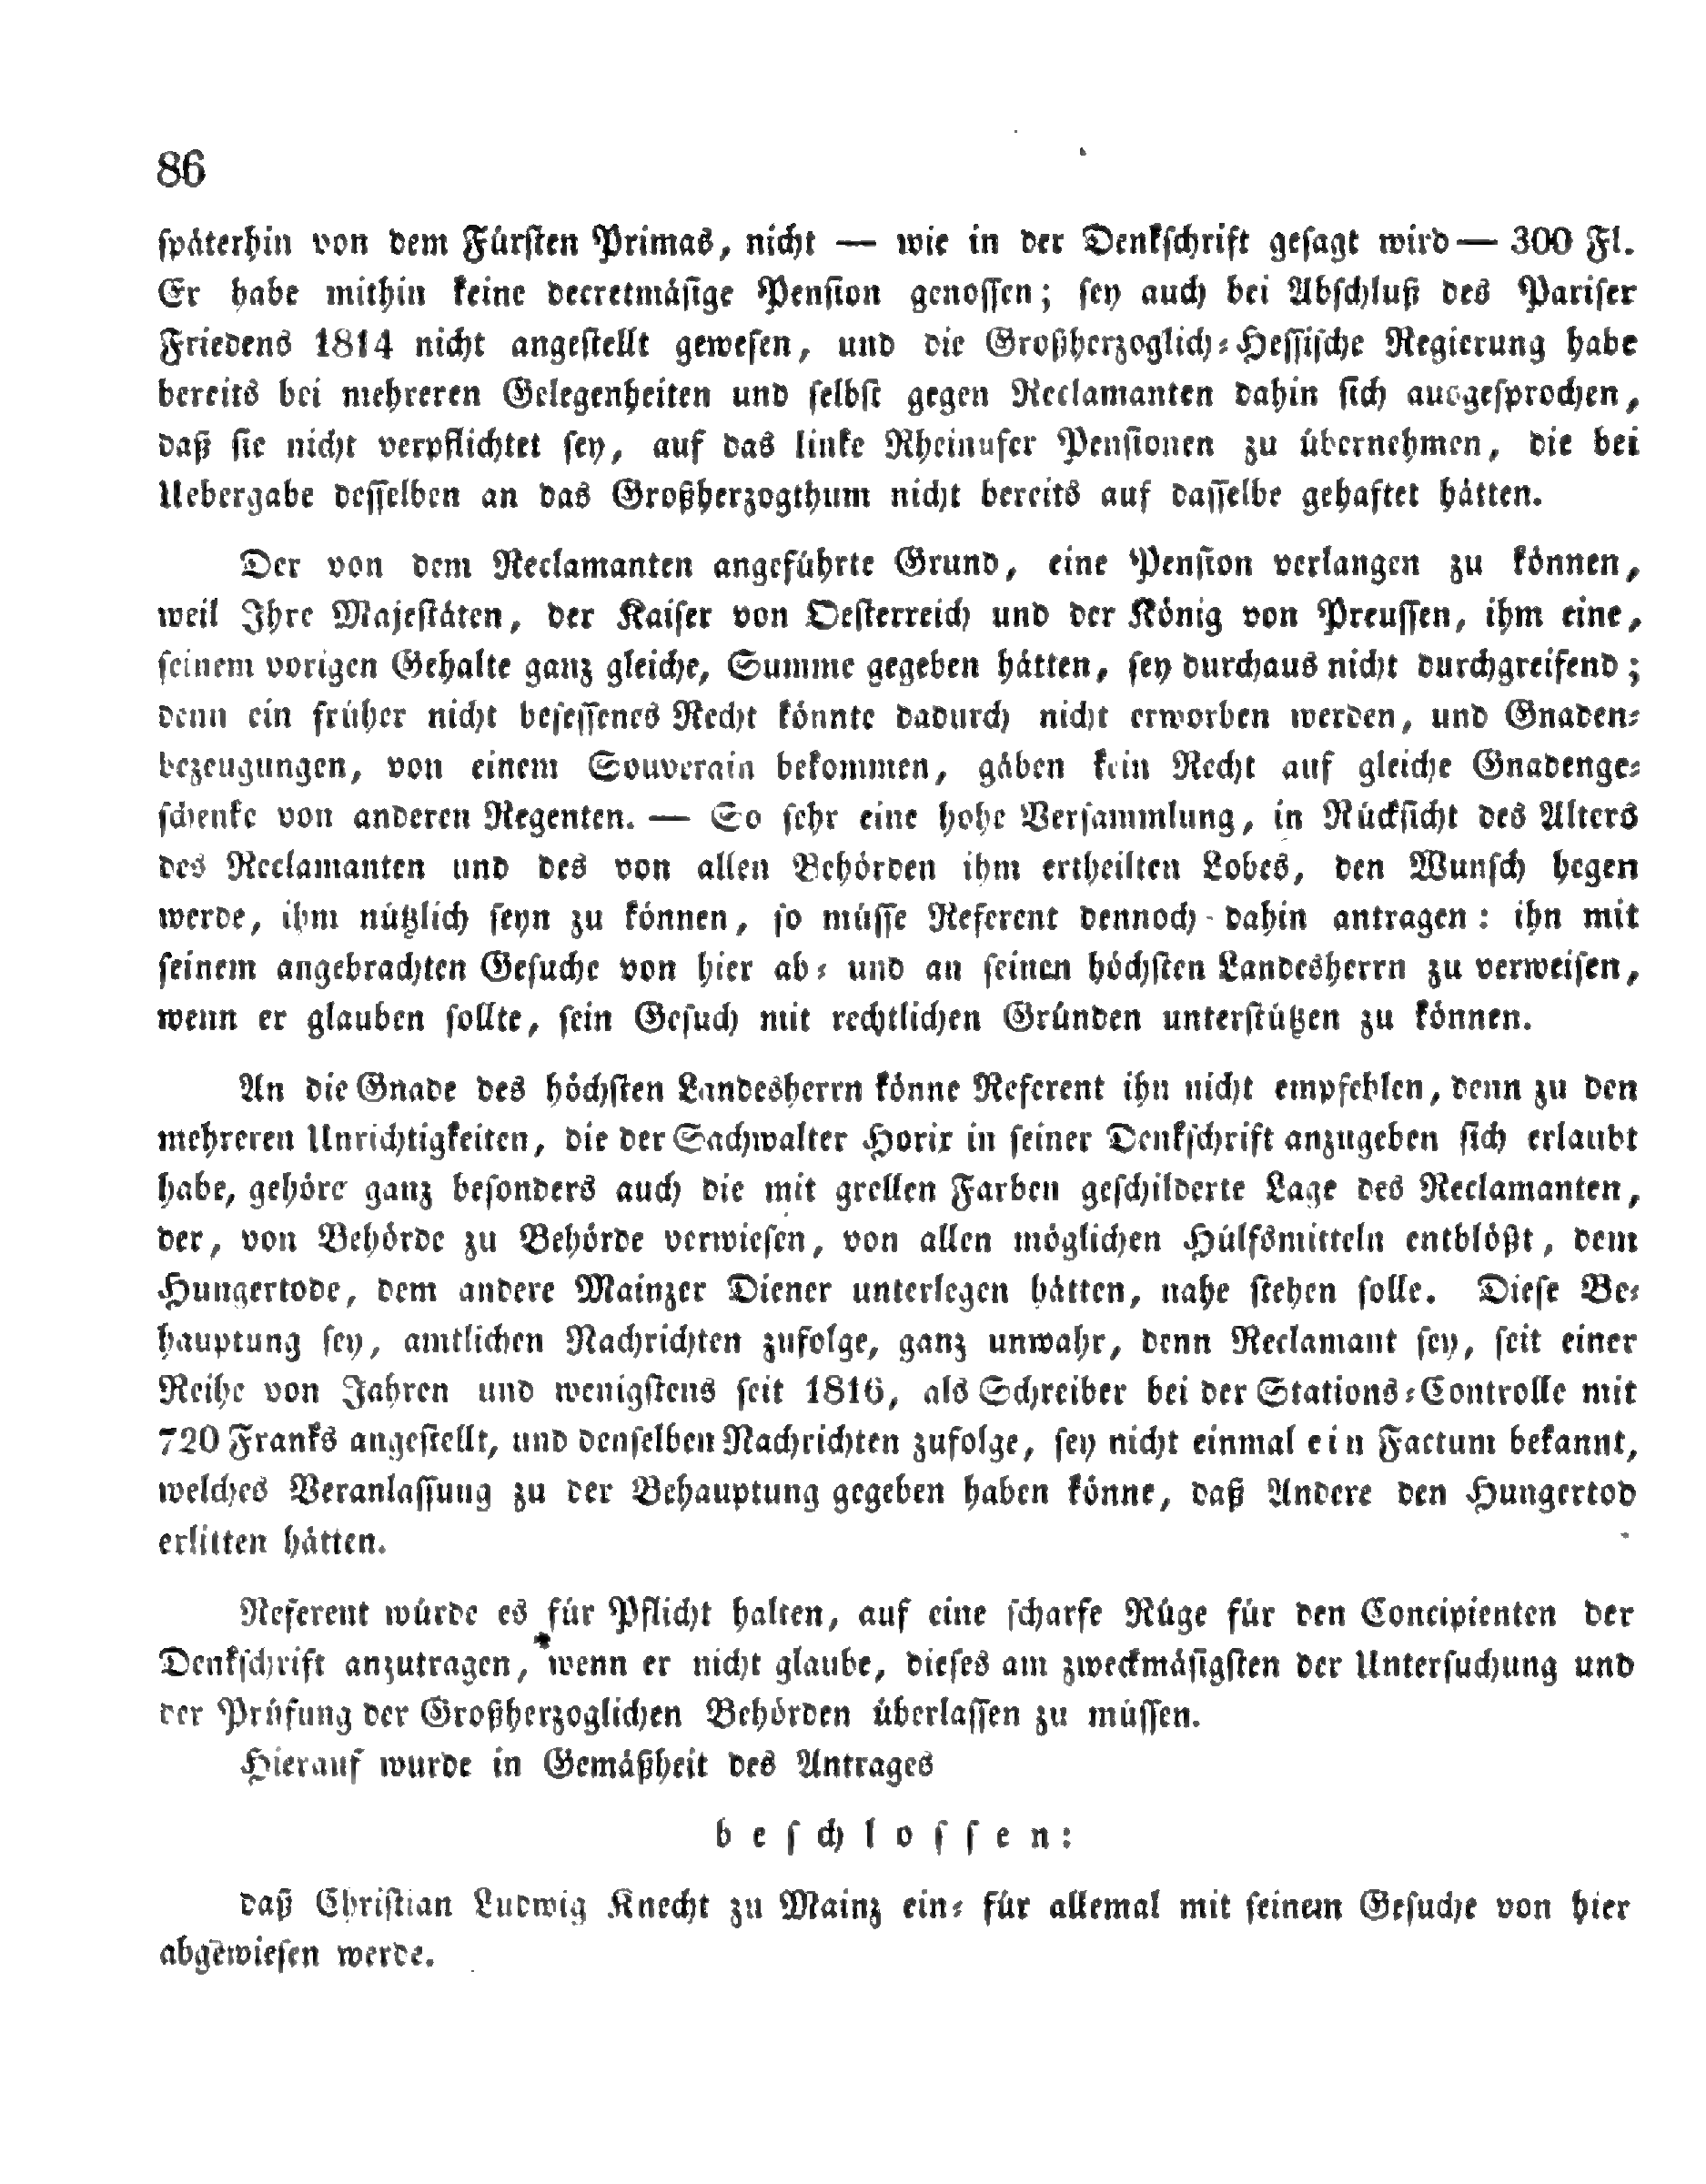 86
späterhin von dem Fürsten Primas, nicht — wie in der Denkschrift gesagt wird — 300 Fl.
Er habe mithin keine decretmäsige Pension genossen; sey auch bei Abschluß des Pariser
Friedens 1814 nicht angestellt gewesen, und die Großherzoglich-Hessische Regierung habe
bereits bei mehreren Gelegenheiten und selbst gegen Reclamanten dahin sich ausgesprochen,
daß sie nicht verpflichtet sey, auf das linke Rheinufer Pensionen zu übernehmen, die bei
Uebergabe desselben an das Großherzogthum nicht bereits auf dasselbe gehaftet hätten.
Der von dem Reclamanten angeführte Grund, eine Pension verlangen zu können,
weil Ihre Majestäten, der Kaiser von Oesterreich und der König von Preussen, ihm eine,
seinem vorigen Gehalte ganz gleiche, Summe gegeben hätten, sey durchaus nicht durchgreifend;
denn ein früher nicht besessenes Recht könnte dadurch nicht erworben werden, und Gnaden-
bezeugungen, von einem Souverain bekommen, gäben kein Recht auf gleiche Gnadenge-
schenke von anderen Regenten. — So sehr eine hohe Versammlung, in Rücksicht des Alters
des Reclamanten und des von allen Behörden ihm ertheilten Lobes, den Wunsch hegen
werde, ihm nützlich seyn zu können, so müsse Referent dennoch dahin antragen: ihn mit
seinem angebrachten Gesuche von hier ab- und an seinen höchsten Landesherrn zu verweisen,
wenn er glauben sollte, sein Gesuch mit rechtlichen Gründen unterstützen zu können.
An die Gnade des höchsten Landesherrn könne Referent ihn nicht empfehlen, denn zu den
mehreren Unrichtigkeiten, die der Sachwalter Horix in seiner Denkschrift anzugeben sich erlaubt
habe, gehöre ganz besonders auch die mit grellen Farben geschilderte Lage des Reclamanten,
der, von Behörde zu Behörde verwiesen, von allen möglichen Hülfsmitteln entblößt, dem
Hungertode, dem andere Mainzer Diener unterlegen hätten, nahe stehen solle. Diese Be-
hauptung sey, amtlichen Nachrichten zufolge, ganz unwahr, denn Reclamant sey, seit einer
Reihe von Jahren und wenigstens seit 1816, als Schreiber bei der Stations-Controlle mit
720 Franks angestellt, und denselben Nachrichten zufolge, sey nicht einmal ein Factum bekannt,
welches Veranlassung zu der Behauptung gegeben haben könne, daß Andere den Hungertod
erlitten hätten.
Referent würde es für Pflicht halten, auf eine scharfe Rüge für den Concipienten der
Denkschrift anzutragen, wenn er nicht glaube, dieses am zweckmäsigsten der Untersuchung und
der Prüfung der Großherzoglichen Behörden überlassen zu müssen.
Hierauf wurde in Gemäßheit des Antrages
beschlossen:
daß Christian Ludwig Knecht zu Mainz ein- für allemal mit seinem Gesuche von hier
abgewiesen werde.